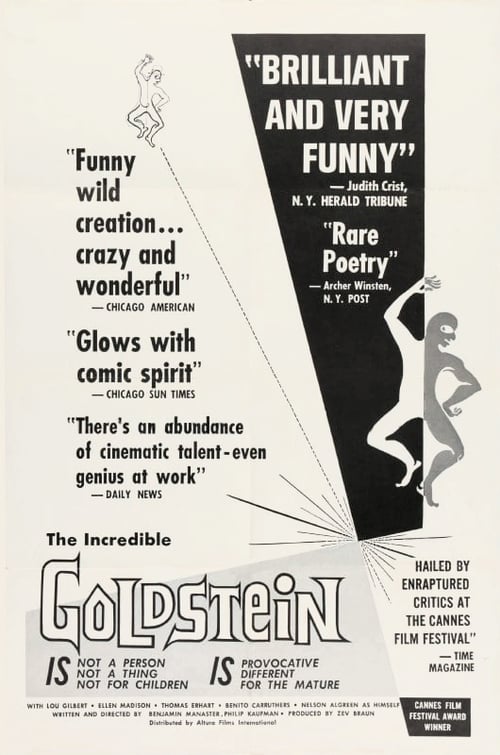 "BRILLIANT
AND VERY
FUNNY"
— Judith Crist,
N. Y. HERALD TRIBUNE
"Rare
Poetry"
— Archer Winsten,
N. Y. POST
"Funny
wild
creation...
crazy and
wonderful"
— CHICAGO AMERICAN
"Glows with
comic spirit"
— CHICAGO SUN TIMES
"There's an abundance
of cinematic talent-even
genius at work"
— DAILY NEWS
The Incredible
GOLDSTEIN
IS NOT A PERSON
NOT A THING
NOT FOR CHILDREN
IS PROVOCATIVE
DIFFERENT
FOR THE MATURE
HAILED BY
ENRAPTURED
CRITICS AT
THE CANNES
FILM FESTIVAL"
— TIME
MAGAZINE
WITH LOU GILBERT • ELLEN MADISON • THOMAS ERHART • BENITO CARRUTHERS • NELSON ALGREEN AS HIMSELF
WRITTEN AND DIRECTED BY BENJAMIN MANASTER, PHILIP KAUFMAN • PRODUCED BY ZEV BRAUN
Distributed by Altura Films International
CANNES FILM
FESTIVAL AWARD
WINNER